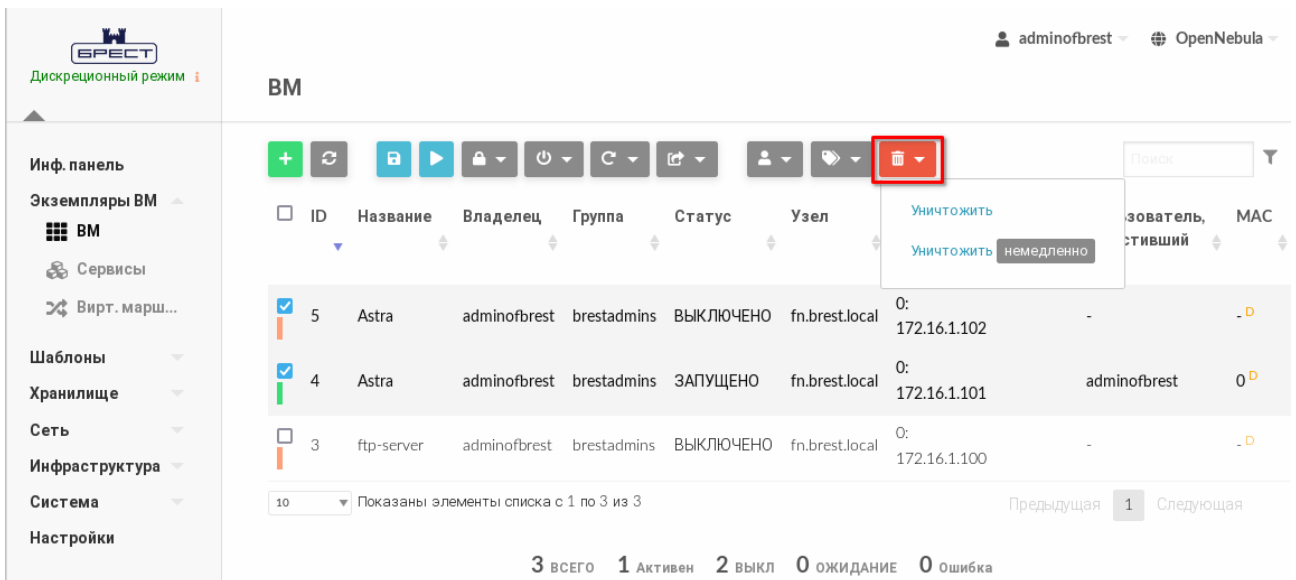 БРЕСТ
Дискреционный режим i
adminofbrest
OpenNebula
ВМ
Инф. панель
Экземпляры ВМ
ВМ
Сервисы
Вирт. марш...
Шаблоны
Хранилище
Сеть
Инфраструктура
Система
Настройки
Поиск
Уничтожить
Уничтожить немедленно
ID Название Владелец Группа Статус Узел MAC
5 Astra adminofbrest brestadmins ВЫКЛЮЧЕНО fn.brest.local 0: 172.16.1.102 - - D
4 Astra adminofbrest brestadmins ЗАПУЩЕНО fn.brest.local 0: 172.16.1.101 adminofbrest 0 D
3 ftp-server adminofbrest brestadmins ВЫКЛЮЧЕНО fn.brest.local 0: 172.16.1.100 - - D
10 Показаны элементы списка с 1 по 3 из 3
Предыдущая 1 Следующая
3 ВСЕГО 1 Активен 2 ВЫКЛ 0 ОЖИДАНИЕ 0 Ошибка